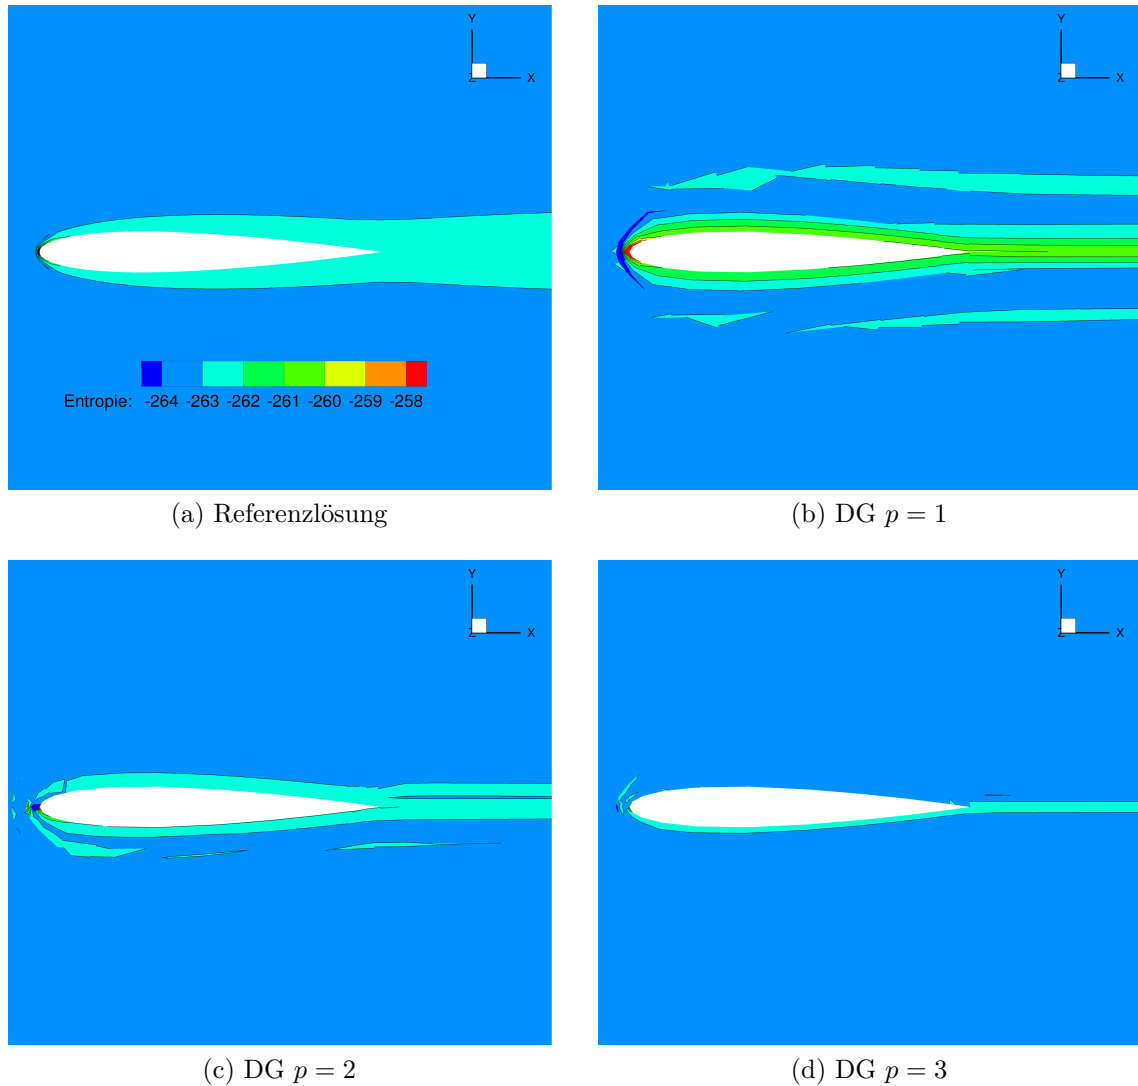 Y
Z X
Y
Z X
Entropie: -264 -263 -262 -261 -260 -259 -258
(a) Referenzlösung
(b) DG p = 1
Y
Z X
Y
Z X
(c) DG p = 2
(d) DG p = 3